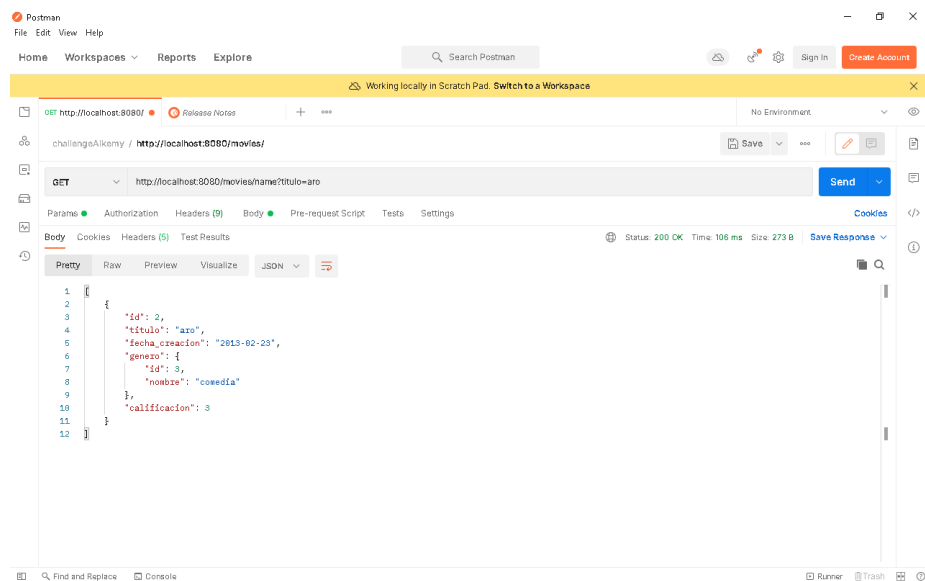 Postman
File Edit View Help
Home Workspaces Reports Explore Search Postman Sign In Create Account
Working locally in Scratch Pad. Switch to a Workspace
GET http://localhost:8080/ Release Notes No Environment
challengeAlkemy / http://localhost:8080/movies/ Save
GET http://localhost:8080/movies/name?titulo=aro Send
Params Authorization Headers (9) Body Pre-request Script Tests Settings Cookies
Body Cookies Headers (5) Test Results Status: 200 OK Time: 106 ms Size: 273 B Save Response
Pretty Raw Preview Visualize JSON
1 [
2 {
3 "id": 2,
4 "titulo": "aro",
5 "fecha_creacion": "2013-02-23",
6 "genero": {
7 "id": 3,
8 "nombre": "comedia"
9 },
10 "calificacion": 3
11 }
12 ]
Find and Replace Console Runner Trash